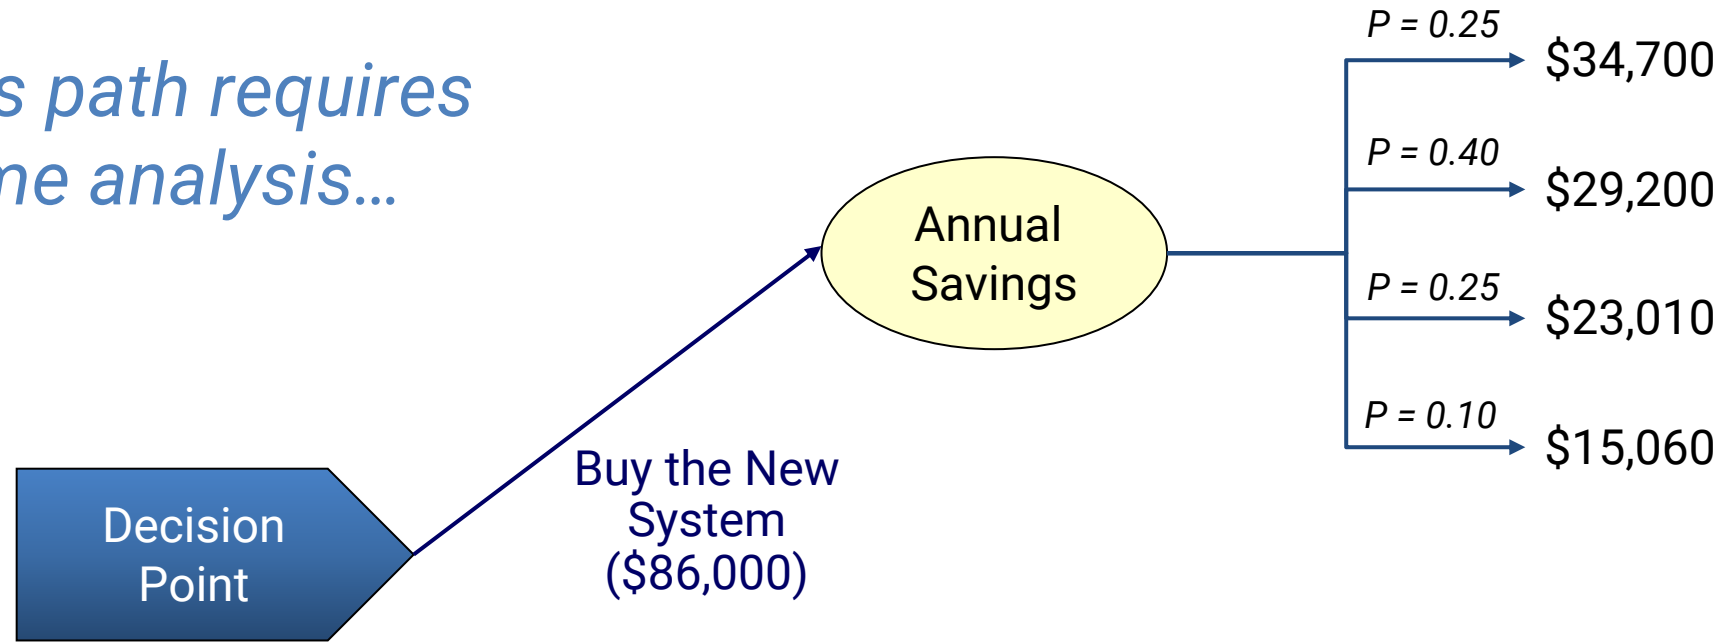 path requires
analysis…
P = 0.25
$34,700
P = 0.40
$29,200
Annual
Savings
P = 0.25
$23,010
P = 0.10
$15,060
Buy the New
System
($86,000)
Decision
Point